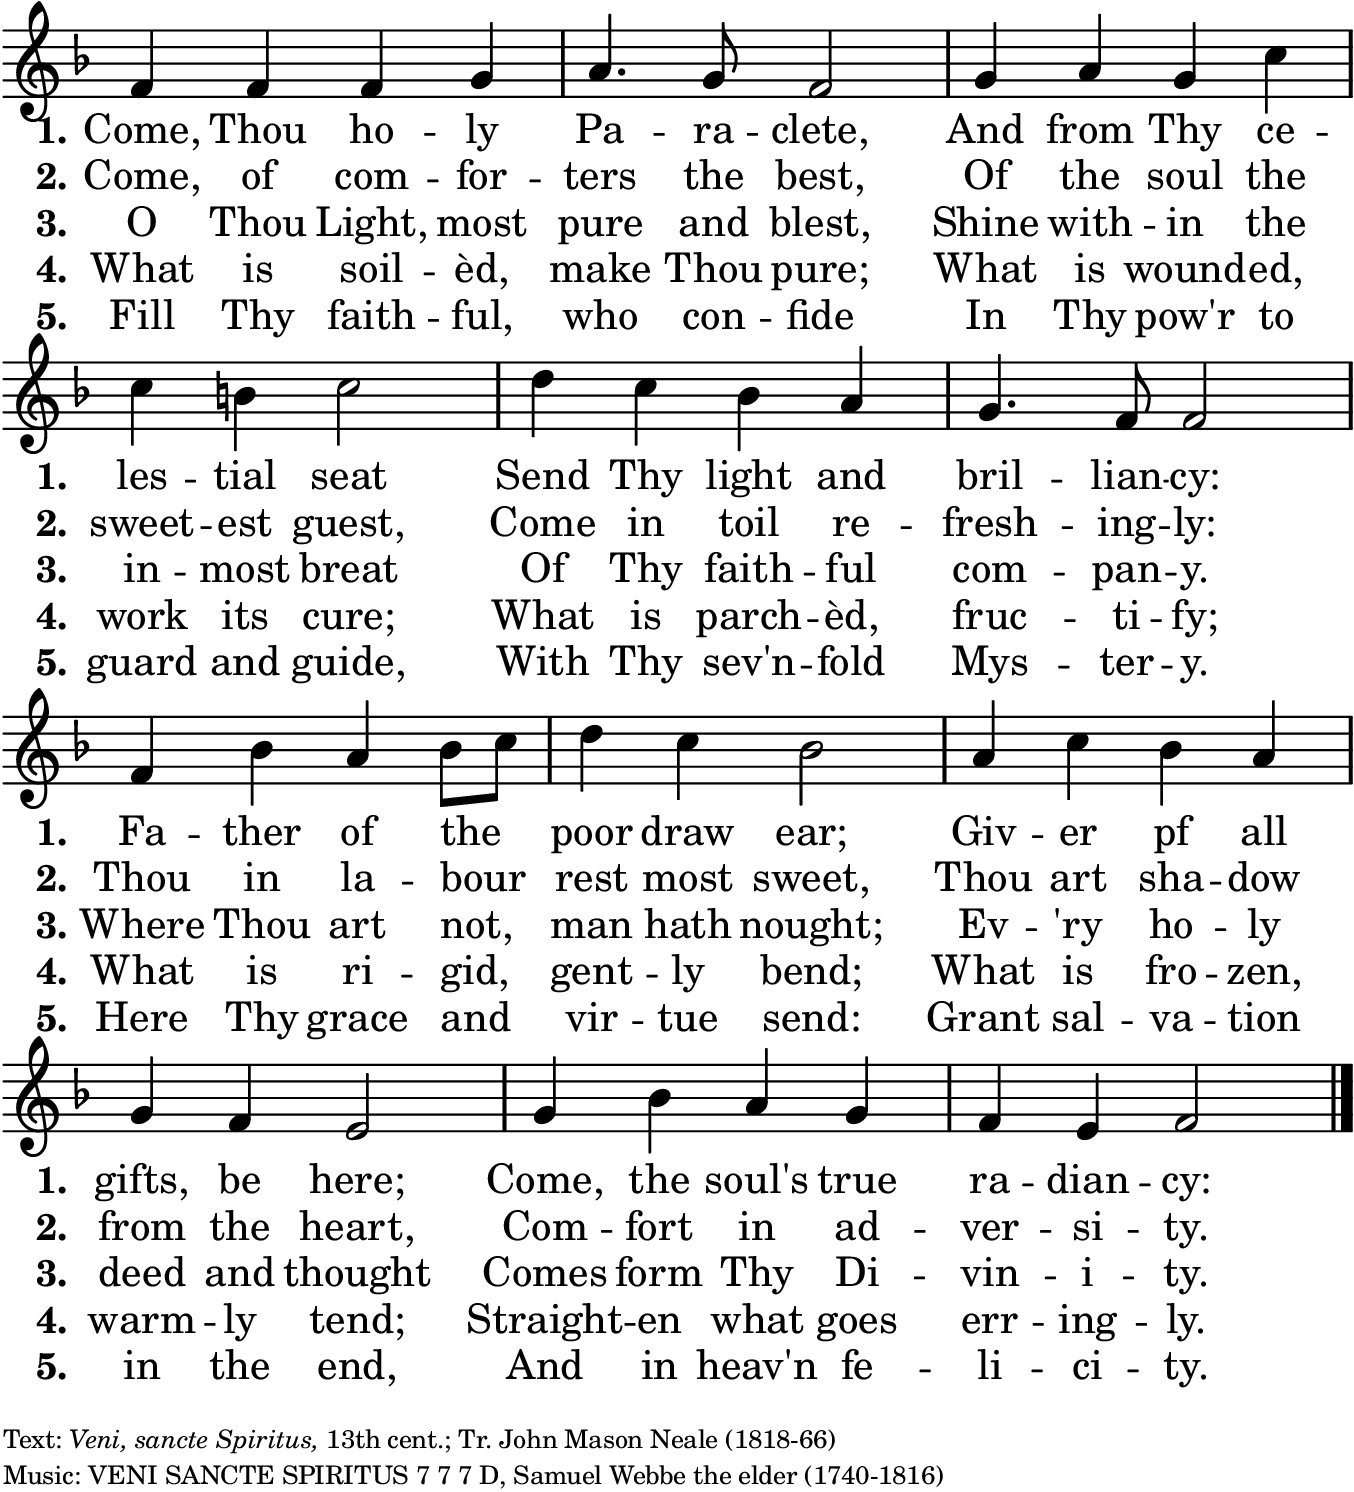 1. Come, Thou ho - ly Pa - ra - clete, And from Thy ce -
2. Come, of com - for - ters the best, Of the soul the
3. O Thou Light, most pure and blest, Shine with - in the
4. What is soil - èd, make Thou pure; What is wounded,
5. Fill Thy faith - ful, who con - fide In Thy pow'r to
1. les - tial seat Send Thy light and bril - lian - cy:
2. sweet - est guest, Come in toil re - fresh - ing - ly:
3. in - most breat Of Thy faith - ful com - pan - y.
4. work its cure; What is parch - èd, fruc - ti - fy;
5. guard and guide, With Thy sev'n - fold Mys - ter - y.
1. Fa - ther of the poor draw ear; Giv - er pf all
2. Thou in la - bour rest most sweet, Thou art sha - dow
3. Where Thou art not, man hath nought; Ev - 'ry ho - ly
4. What is ri - gid, gent - ly bend; What is fro - zen,
5. Here Thy grace and vir - tue send: Grant sal - va - tion
1. gifts, be here; Come, the soul's true ra - dian - cy:
2. from the heart, Com - fort in ad - ver - si - ty.
3. deed and thought Comes form Thy Di - vin - i - ty.
4. warm - ly tend; Straight - en what goes err - ing - ly.
5. in the end, And in heav'n fe - li - ci - ty.
Text: Veni, sancte Spiritus, 13th cent.; Tr. John Mason Neale (1818-66)
Music: VENI SANCTE SPIRITUS 7 7 7 D, Samuel Webbe the elder (1740-1816)